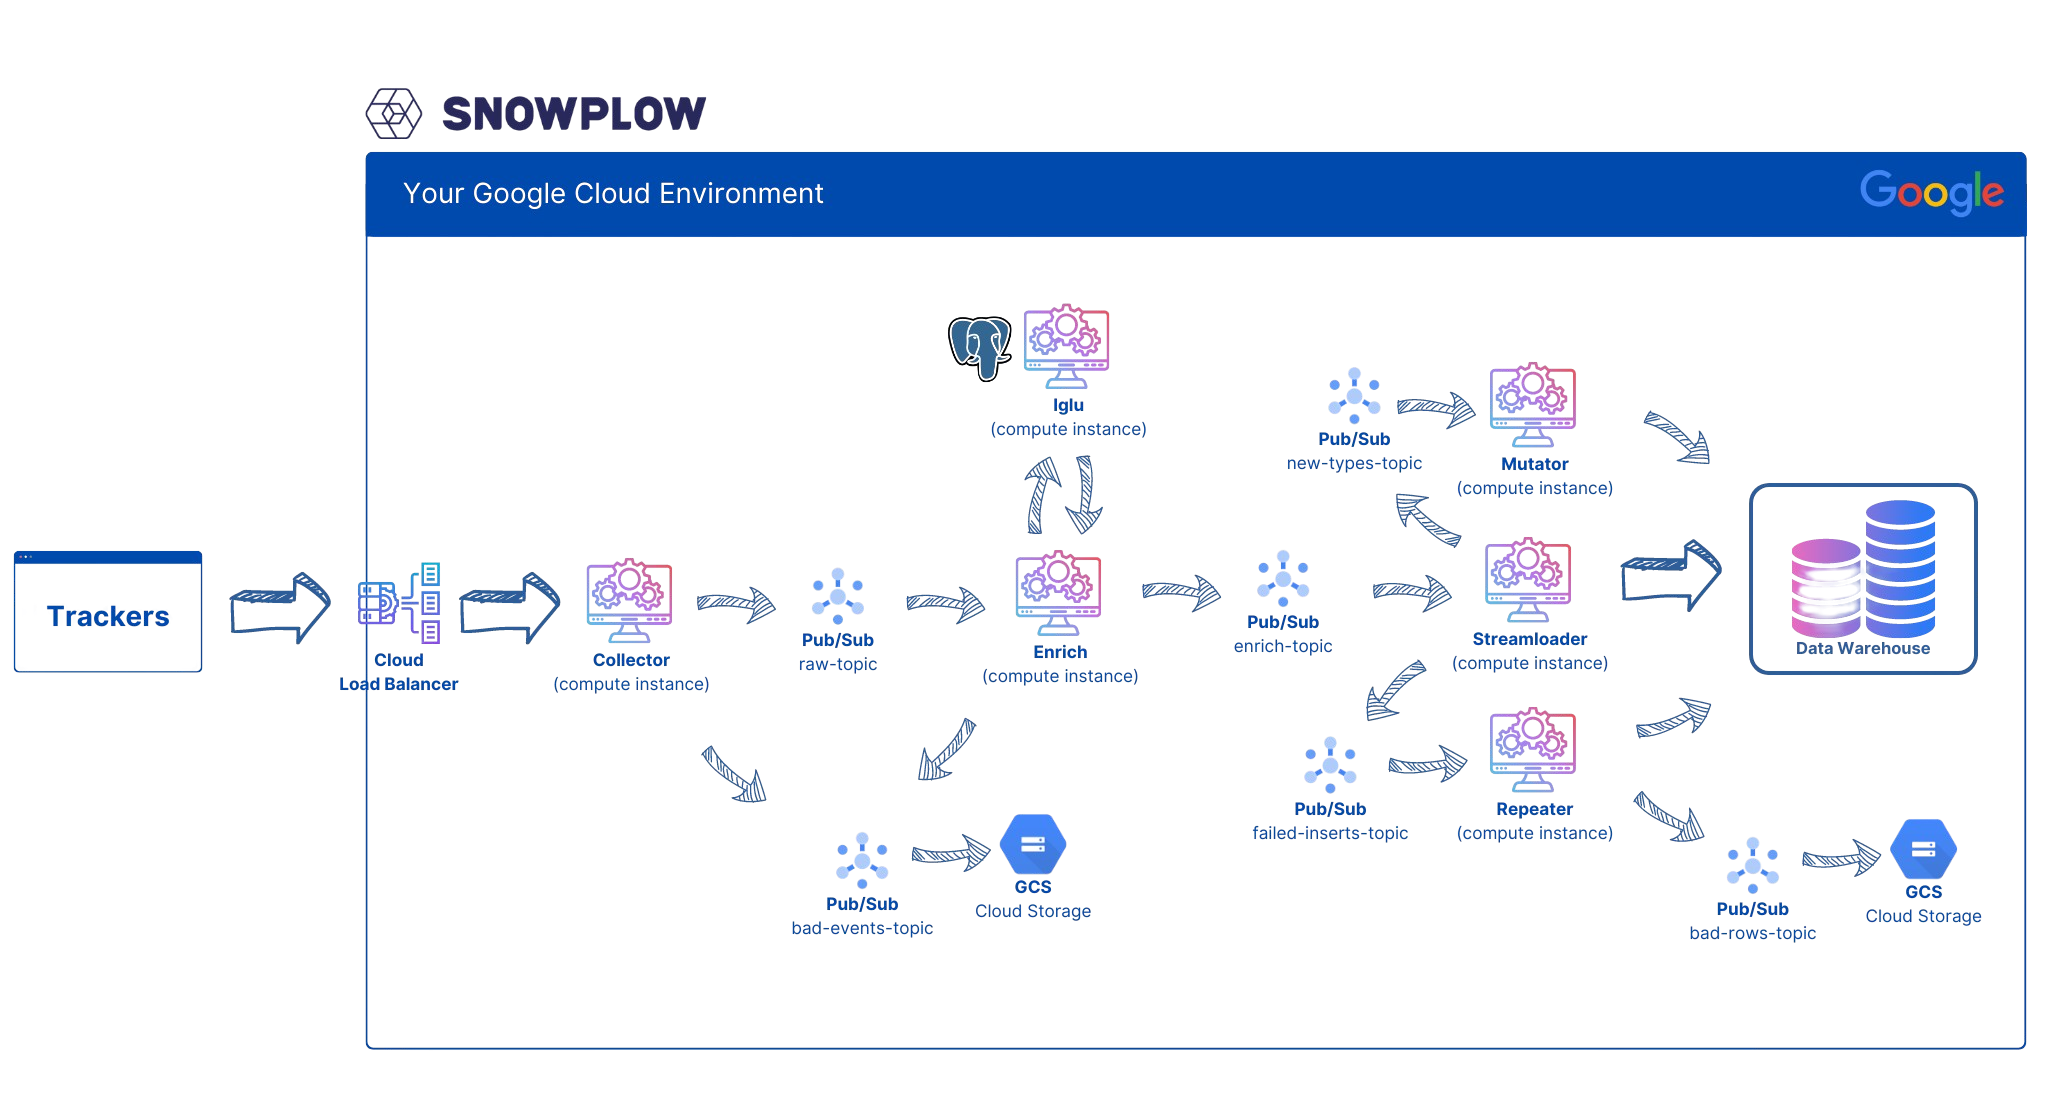 SNOWPLOW
Your Google Cloud Environment
Google
Trackers
Cloud
Load Balancer
Collector
(compute instance)
Pub/Sub
raw-topic
Iglu
(compute instance)
Enrich
(compute instance)
Pub/Sub
bad-events-topic
GCS
Cloud Storage
Pub/Sub
enrich-topic
Pub/Sub
new-types-topic
Mutator
(compute instance)
Streamloader
(compute instance)
Pub/Sub
failed-inserts-topic
Repeater
(compute instance)
Data Warehouse
Pub/Sub
bad-rows-topic
GCS
Cloud Storage